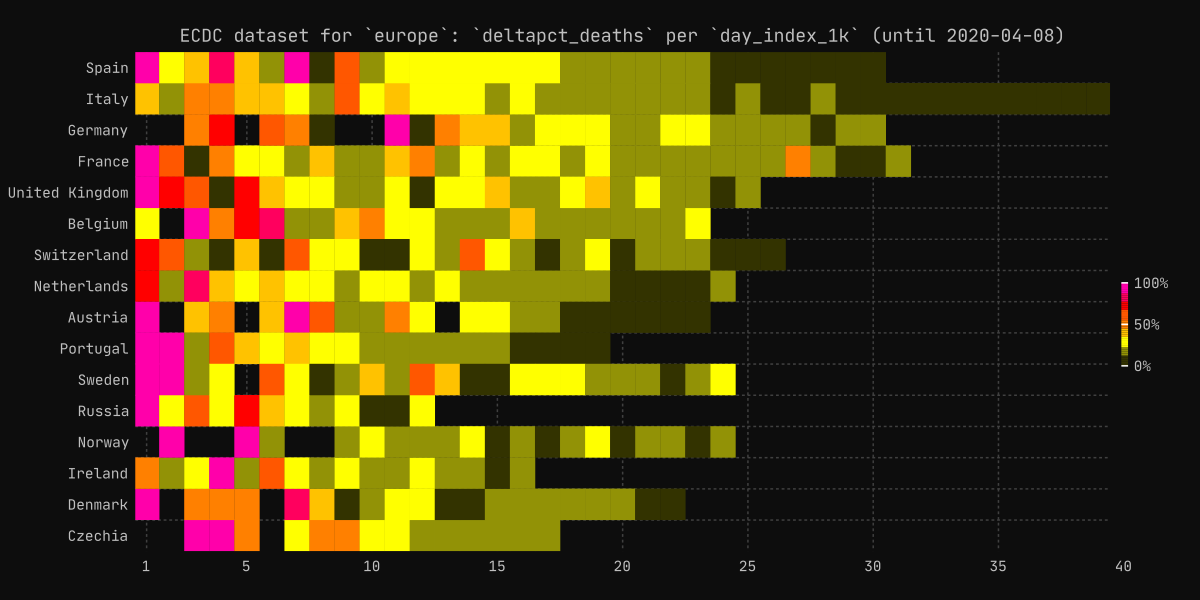 ECDC dataset for `europe`: `deltapct_deaths` per `day_index_1k` (until 2020-04-08)
Spain
Italy
Germany
France
United Kingdom
Belgium
Switzerland
Netherlands
Austria
Portugal
Sweden
Russia
Norway
Ireland
Denmark
Czechia
100%
50%
0%
1 5 10 15 20 25 30 35 40